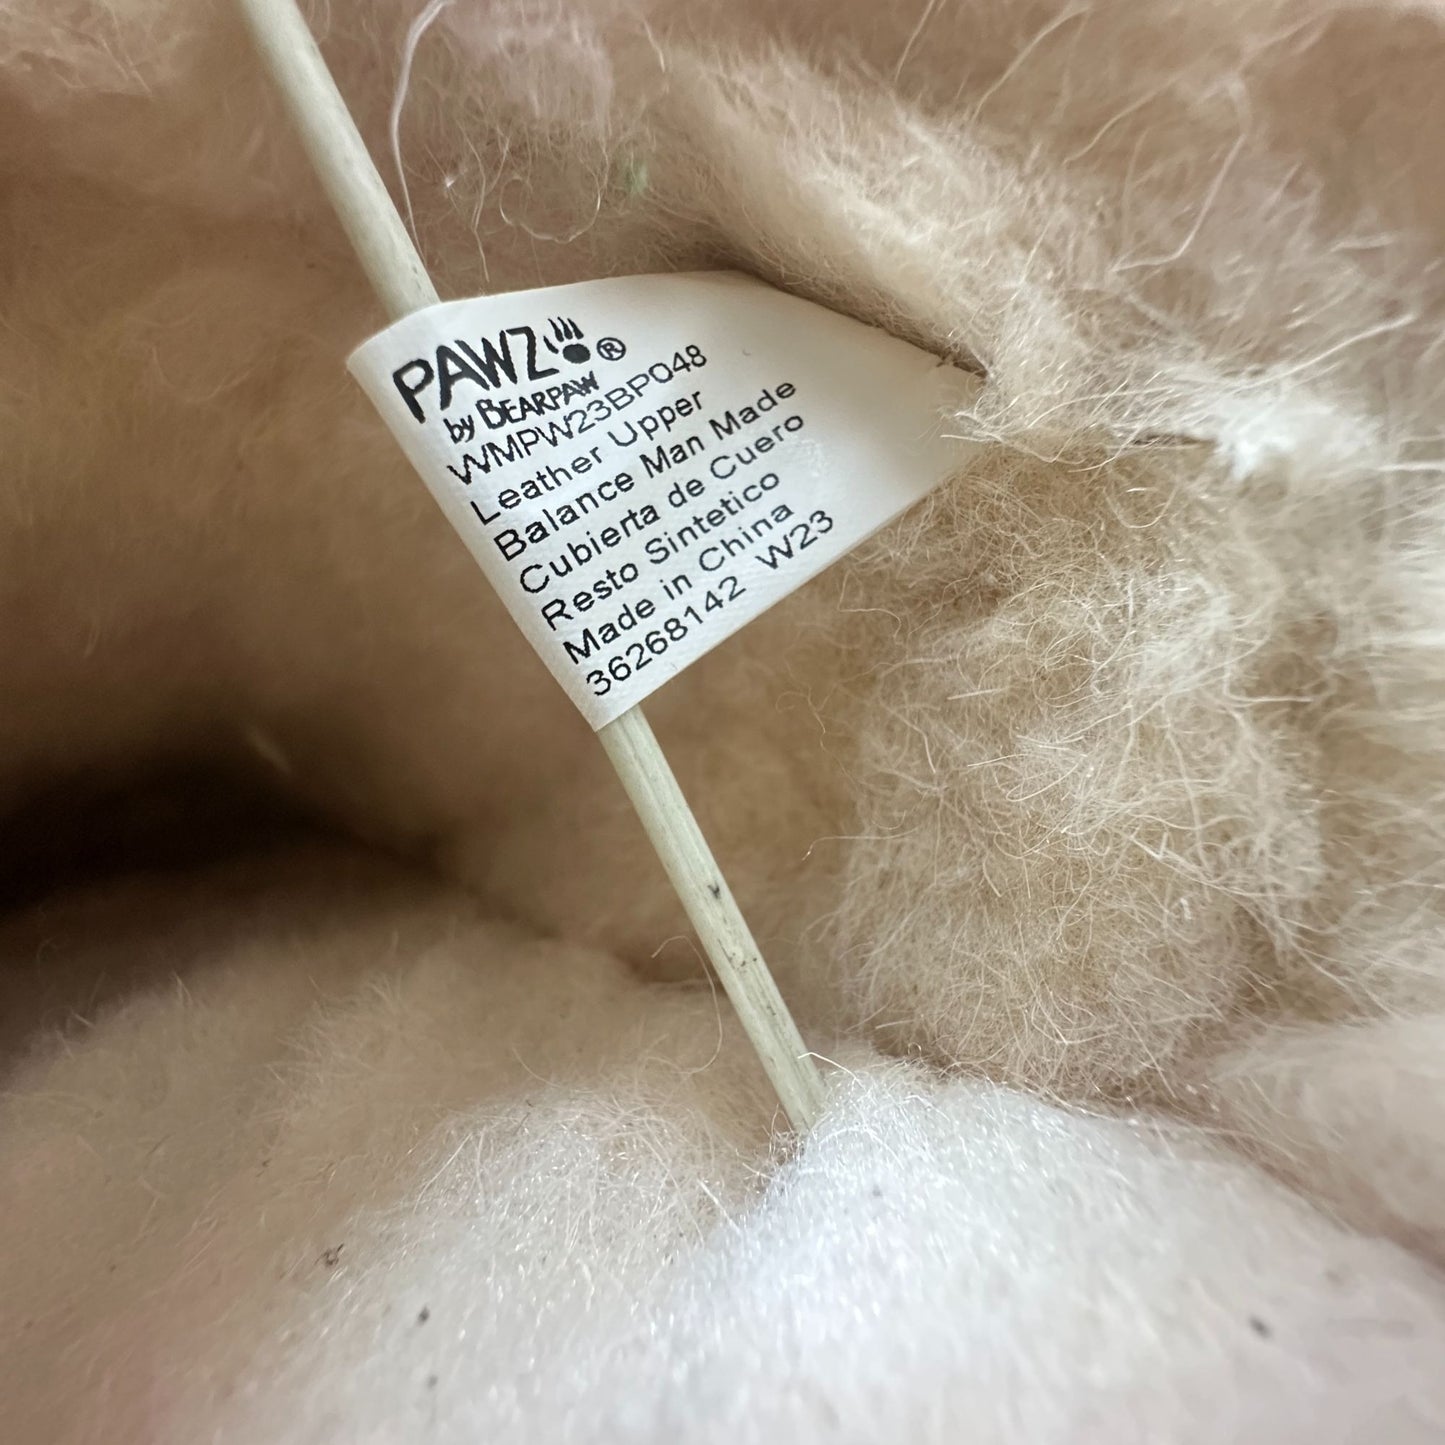 PAWZ ®
by BEARPAW
WMPW23BP048
Leather Upper
Balance Man Made
Cubierta de Cuero
Resto Sintetico
Made in China
36268142 W23